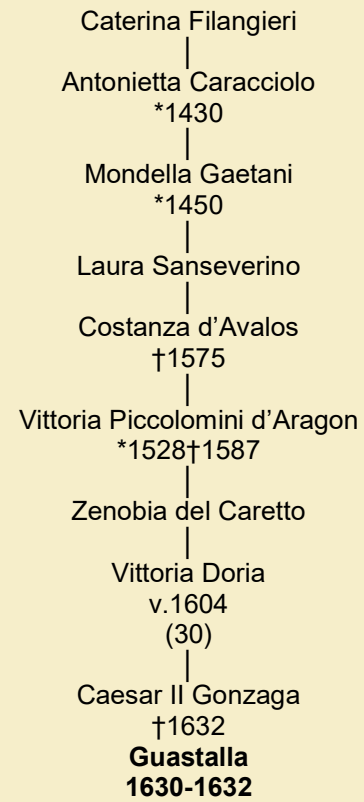 Caterina Filangieri
Antonietta Caracciolo
*1430
Mondella Gaetani
*1450
Laura Sanseverino
Costanza d’Avalos
†1575
Vittoria Piccolomini d’Aragon
*1528†1587
Zenobia del Caretto
Vittoria Doria
v.1604
(30)
Caesar II Gonzaga
†1632
Guastalla
1630-1632